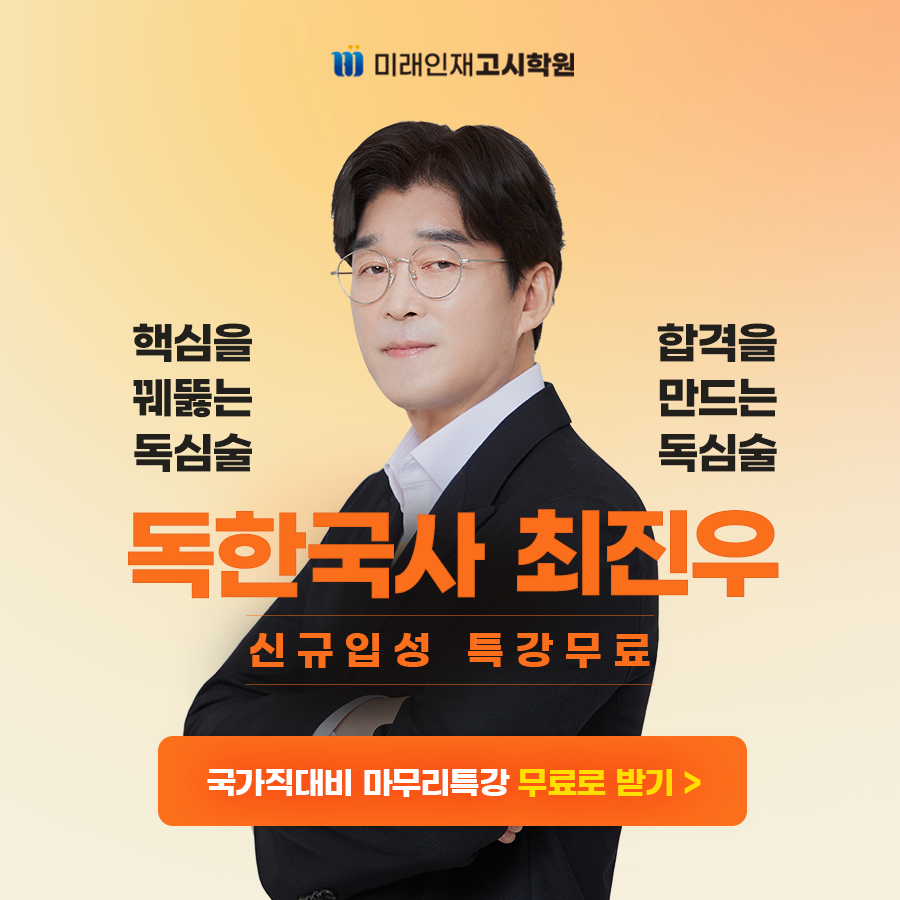 미래인재고시학원
핵심을
꿰뚫는
독심술
합격을
만드는
독심술
독한국사 최진우
신규입성 특강무료
국가직대비 마무리특강 무료로 받기 >